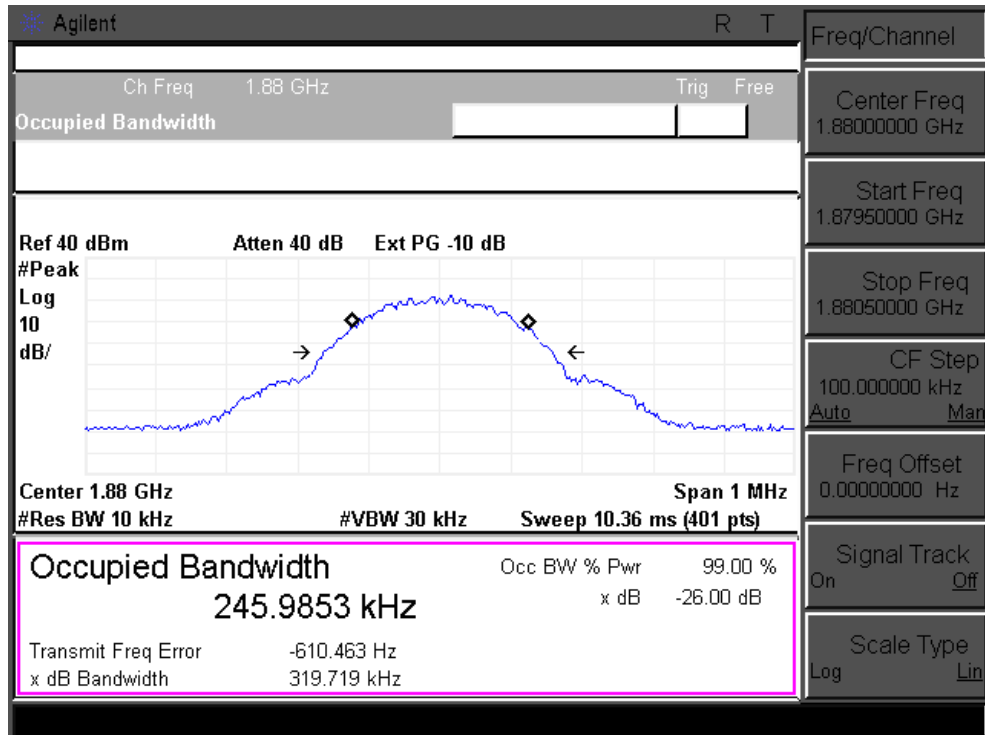 Agilent R T
Freq/Channel
Ch Freq 1.88 GHz Trig Free
Occupied Bandwidth
Center Freq
1.88000000 GHz
Start Freq
1.87950000 GHz
Stop Freq
1.88050000 GHz
CF Step
100.000000 kHz
Auto Man
Freq Offset
0.00000000 Hz
Signal Track
On Off
Scale Type
Log Lin
Ref 40 dBm Atten 40 dB Ext PG -10 dB
#Peak
Log
10
dB/
Center 1.88 GHz Span 1 MHz
#Res BW 10 kHz #VBW 30 kHz Sweep 10.36 ms (401 pts)
Occupied Bandwidth Occ BW % Pwr 99.00 %
245.9853 kHz x dB -26.00 dB
Transmit Freq Error -610.463 Hz
x dB Bandwidth 319.719 kHz